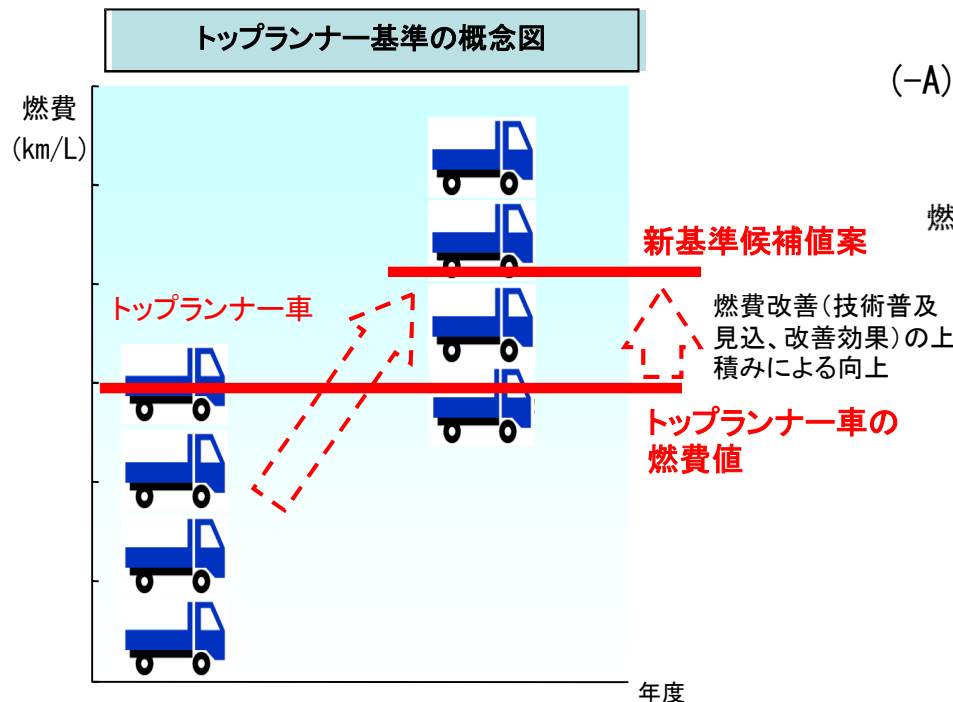 トップランナー基準の概念図
燃費
(km/L)
(-A)
燃
新基準候補値案
トップランナー車
燃費改善(技術普及
見込、改善効果)の上
積みによる向上
トップランナー車の
燃費値
年度